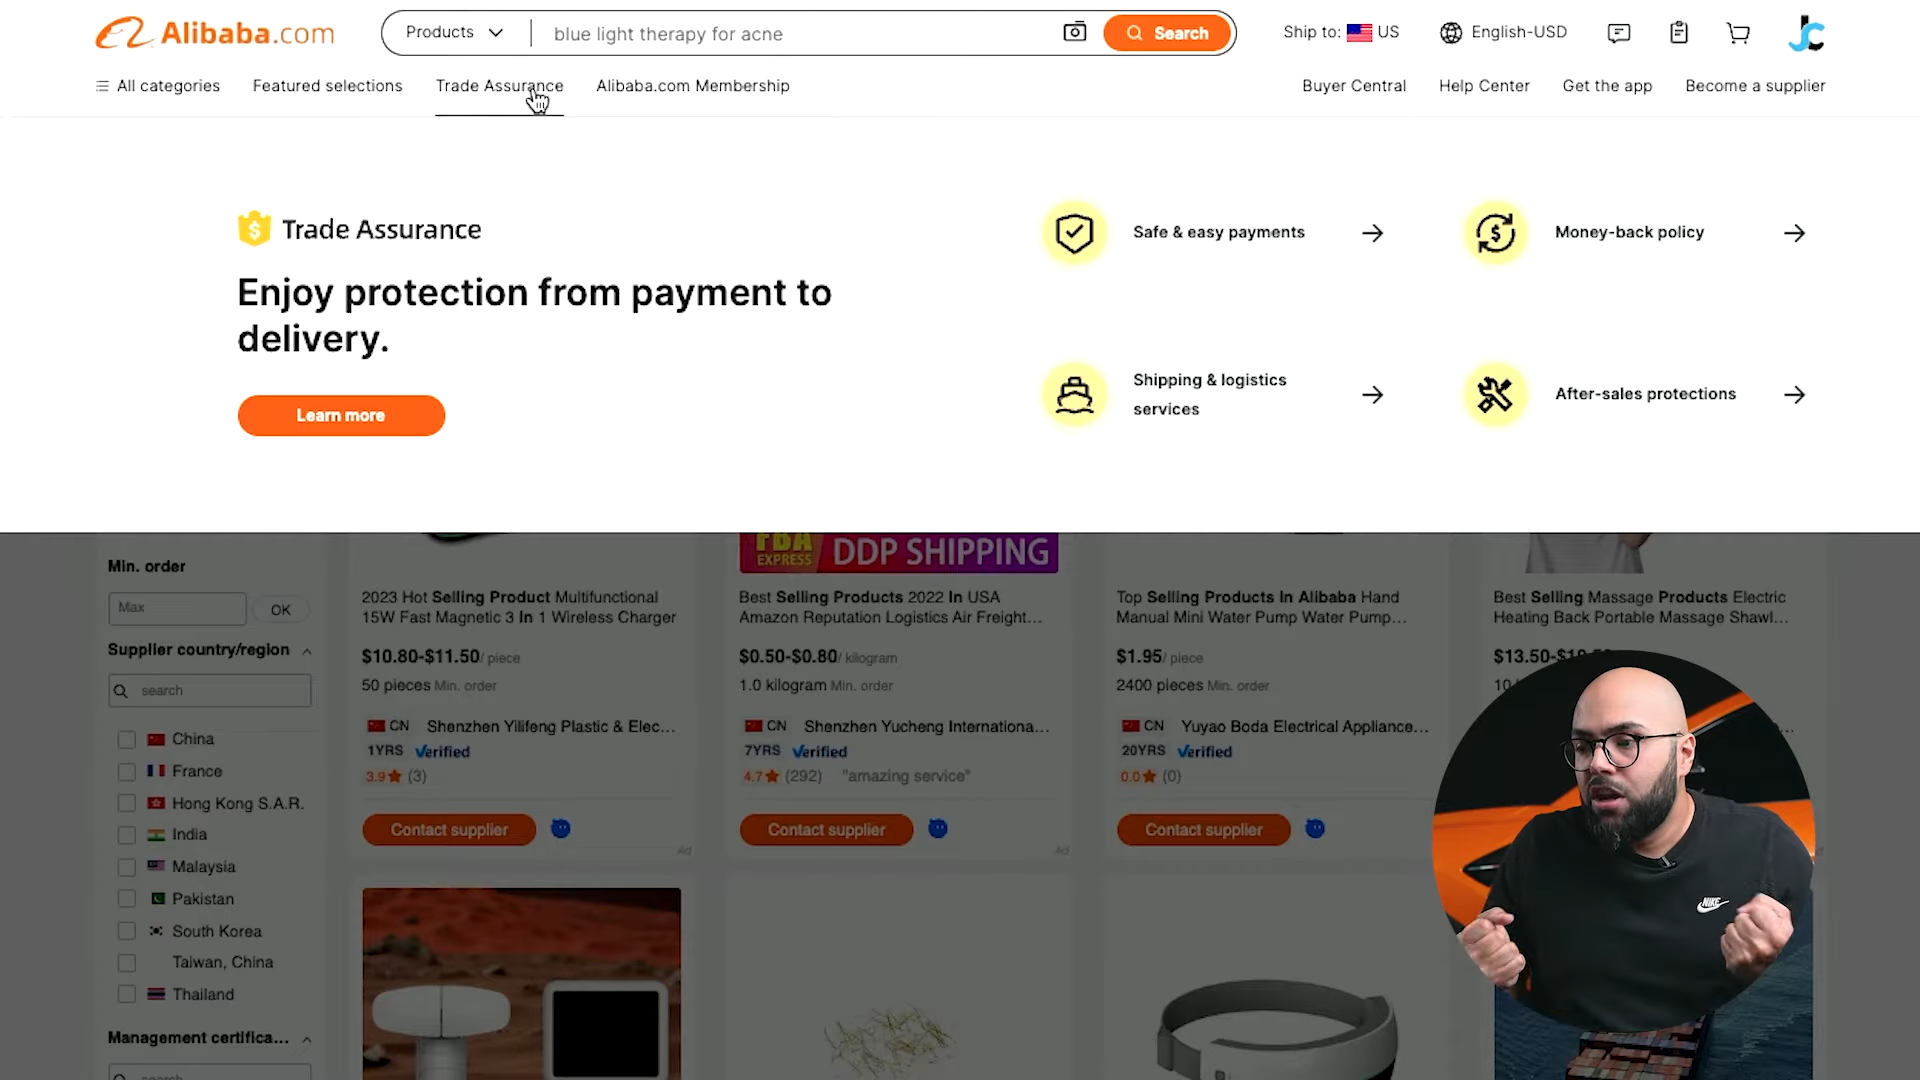 Alibaba.com
Products
blue light therapy for acne
Search
Ship to: US
English-USD
All categories
Featured selections
Trade Assurance
Alibaba.com Membership
Buyer Central
Help Center
Get the app
Become a supplier
Trade Assurance
Enjoy protection from payment to
delivery.
Learn more
Safe & easy payments
Money-back policy
Shipping & logistics
services
After-sales protections
Min. order
Max
OK
Supplier country/region
search
China
France
Hong Kong S.A.R.
India
Malaysia
Pakistan
South Korea
Taiwan, China
Thailand
Management certifica...
search
2023 Hot Selling Product Multifunctional
15W Fast Magnetic 3 In 1 Wireless Charger
$10.80-$11.50/ piece
50 pieces Min. order
CN Shenzhen Yilifeng Plastic & Elec...
1YRS Verified
3.9 (3)
Contact supplier
Ad
FBA
EXPRESS
DDP SHIPPING
Best Selling Products 2022 In USA
Amazon Reputation Logistics Air Freight...
$0.50-$0.80/ kilogram
1.0 kilogram Min. order
CN Shenzhen Yucheng Internationa...
7YRS Verified
4.7 (292) "amazing service"
Contact supplier
Ad
Top Selling Products In Alibaba Hand
Manual Mini Water Pump Water Pump...
$1.95/ piece
2400 pieces Min. order
CN Yuyao Boda Electrical Appliance...
20YRS Verified
0.0 (0)
Contact supplier
Best Selling Massage Products Electric
Heating Back Portable Massage Shawl...
NIKE